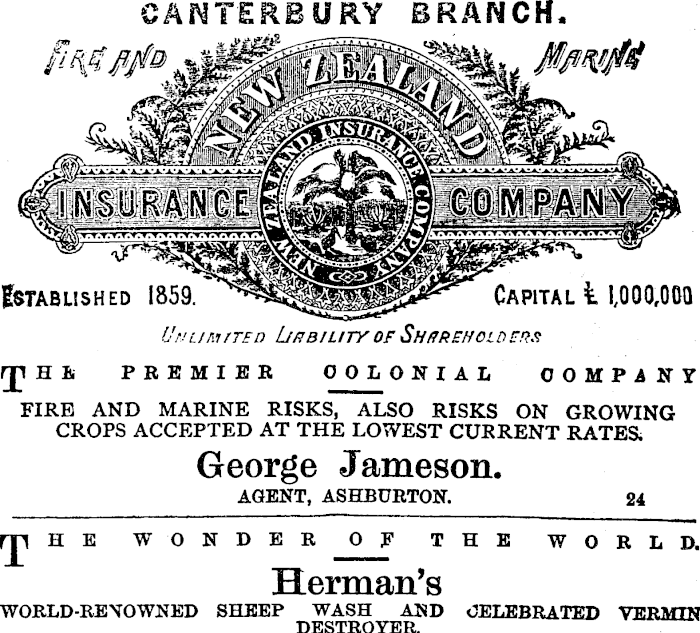 CANTERBURY BRANCH.
FIRE AND MARINE
NEW ZEALAND
NEW ZEALAND INSURANCE COMPANY
INSURANCE COMPANY
ESTABLISHED 1859. CAPITAL £ 1,000,000
UNLIMITED LIABILITY OF SHAREHOLDERS
THE PREMIER COLONIAL COMPANY
FIRE AND MARINE RISKS, ALSO RISKS ON GROWING
CROPS ACCEPTED AT THE LOWEST CURRENT RATES.
George Jameson.
AGENT, ASHBURTON. 24
THE WONDER OF THE WORLD.
Herman's
WORLD-RENOWNED SHEEP WASH AND CELEBRATED VERMIN
DESTROYER.